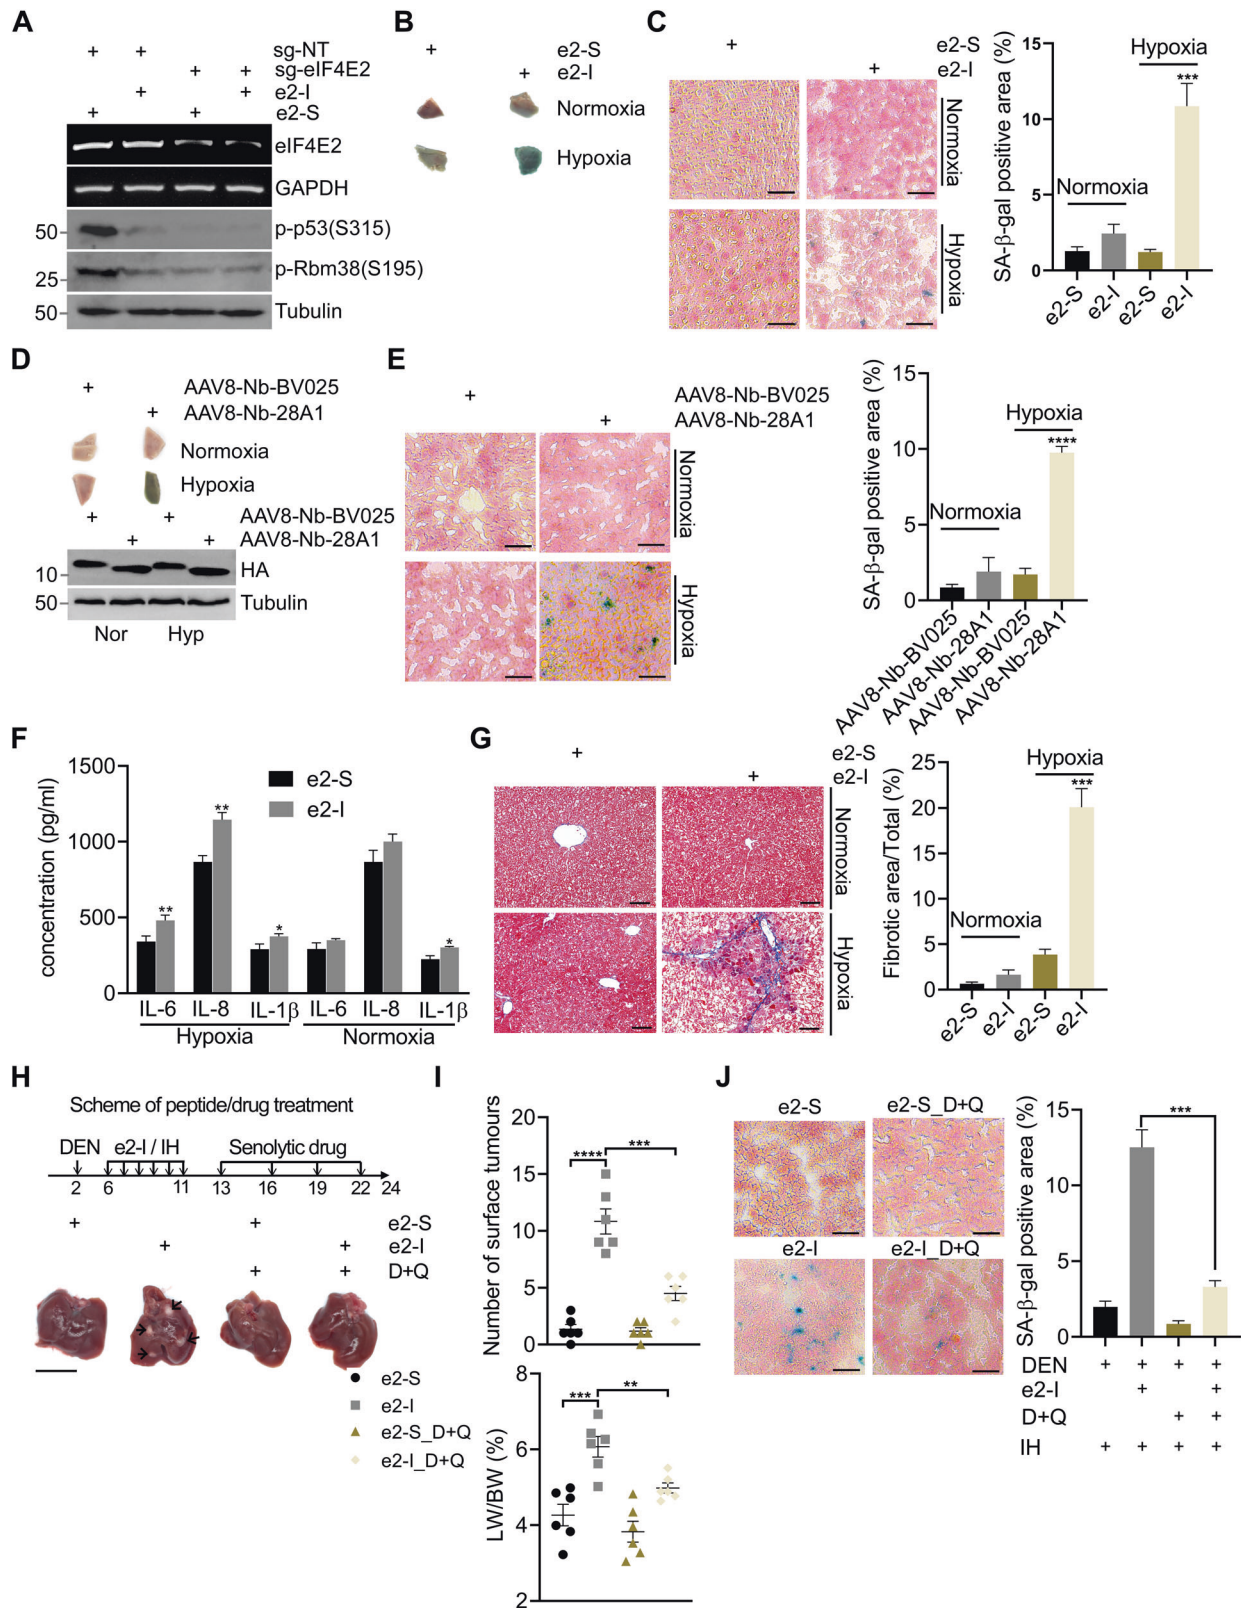 A
+ + sg-NT
+ + sg-eIF4E2
+ + e2-I
+ + e2-S
eIF4E2
GAPDH
50 p-p53(S315)
25 p-Rbm38(S195)
50 Tubulin
B
+ e2-S
+ e2-I
Normoxia
Hypoxia
C
+ e2-S
+ e2-I
Normoxia
Hypoxia
SA-β-gal positive area (%)
15
10
5
0
Hypoxia
***
Normoxia
e2-S e2-I e2-S e2-I
D
+ AAV8-Nb-BV025
+ AAV8-Nb-28A1
Normoxia
Hypoxia
+ + AAV8-Nb-BV025
+ + AAV8-Nb-28A1
10 HA
50 Tubulin
Nor Hyp
E
+ AAV8-Nb-BV025
+ AAV8-Nb-28A1
Normoxia
Hypoxia
SA-β-gal positive area (%)
15
10
5
0
Hypoxia
****
Normoxia
AAV8-Nb-BV025
AAV8-Nb-28A1
AAV8-Nb-BV025
AAV8-Nb-28A1
F
concentration (pg/ml)
1500
1000
500
0
e2-S
e2-I
** ** * *
IL-6 IL-8 IL-1β IL-6 IL-8 IL-1β
Hypoxia Normoxia
G
+ e2-S
+ e2-I
Normoxia
Hypoxia
Fibrotic area/Total (%)
25
20
15
10
5
0
Hypoxia
***
Normoxia
e2-S e2-I e2-S e2-I
H
Scheme of peptide/drug treatment
DEN e2-I / IH Senolytic drug
2 6 11 13 16 19 22 24
+ + e2-S
+ + e2-I
+ + D+Q
e2-S
e2-I
e2-S_D+Q
e2-I_D+Q
I
Number of surface tumours
20
15
10
5
0
**** ***
LW/BW (%)
8
6
4
2
*** **
J
e2-S e2-S_D+Q
e2-I e2-I_D+Q
SA-β-gal positive area (%)
15
10
5
0
***
+ + + + DEN
+ + e2-I
+ + D+Q
+ + + + IH